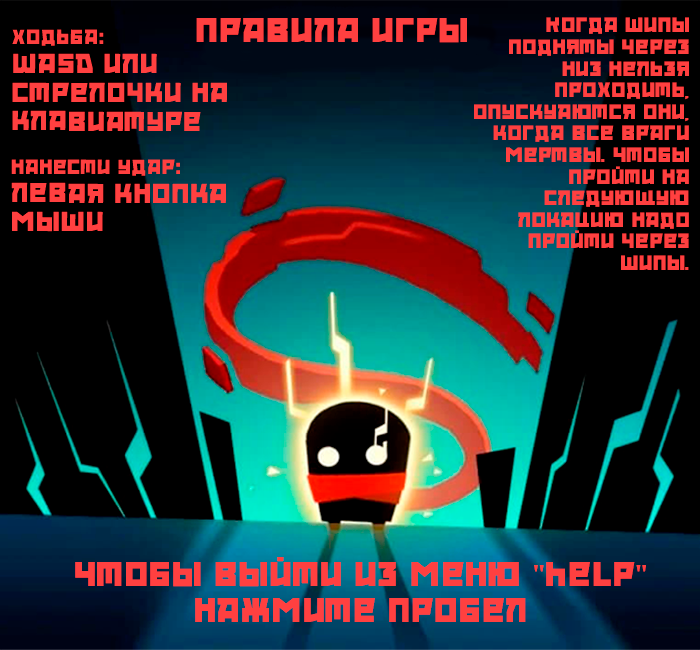 ПРАВИЛА ИГРЫ
ХОДЬБА:
WASD ИЛИ
СТРЕЛОЧКИ НА
КЛАВИАТУРЕ
НАНЕСТИ УДАР:
ЛЕВАЯ КНОПКА
МЫШИ
КОГДА ШИПЫ
ПОДНЯТЫ ЧЕРЕЗ
НИЗ НЕЛЬЗЯ
ПРОХОДИТЬ,
ОПУСКУАЮТСЯ ОНИ,
КОГДА ВСЕ ВРАГИ
МЕРТВЫ. ЧТОБЫ
ПРОЙТИ НА
СЛЕДУЮЩУЮ
ЛОКАЦИЮ НАДО
ПРОЙТИ ЧЕРЕЗ
ШИПЫ.
ЧТОБЫ ВЫЙТИ ИЗ МЕНЮ "HELP"
НАЖМИТЕ ПРОБЕЛ